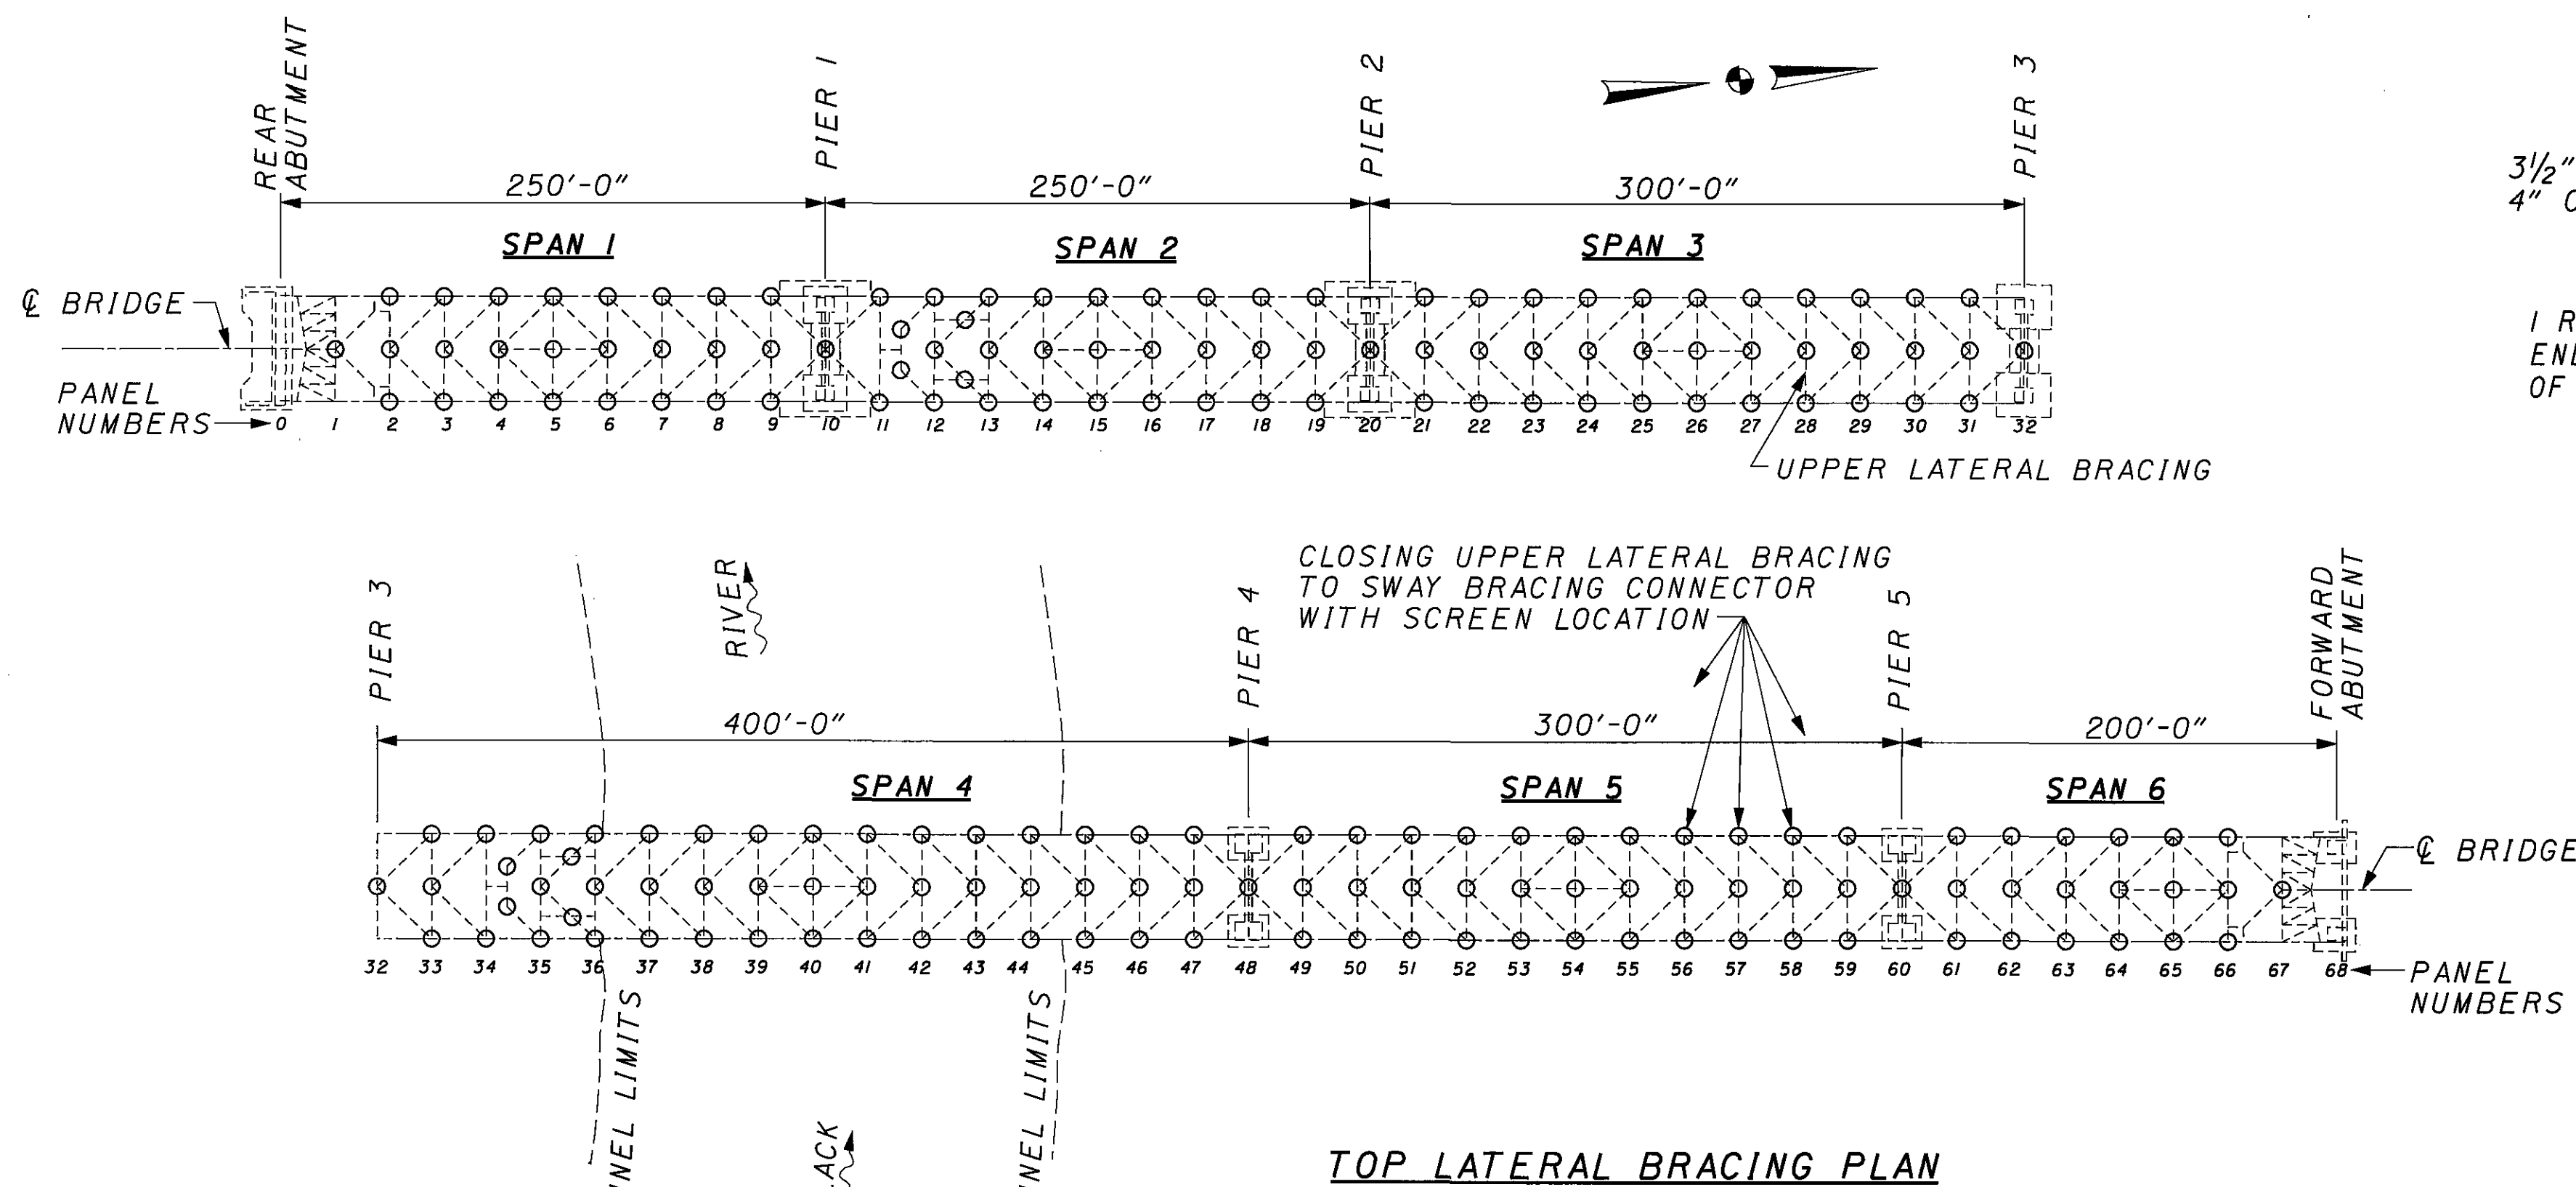 REAR
ABUTMENT
PIER 1
PIER 2
PIER 3
250'-0"
250'-0"
300'-0"
SPAN 1
SPAN 2
SPAN 3
℄ BRIDGE
PANEL
NUMBERS
0 1 2 3 4 5 6 7 8 9 10 11 12 13 14 15 16 17 18 19 20 21 22 23 24 25 26 27 28 29 30 31 32
UPPER LATERAL BRACING
3½"
4"
1
OF
PIER 3
RIVER
PIER 4
CLOSING UPPER LATERAL BRACING
TO SWAY BRACING CONNECTOR
WITH SCREEN LOCATION
PIER 5
FORWARD
ABUTMENT
400'-0"
300'-0"
200'-0"
SPAN 4
SPAN 5
SPAN 6
℄ BRIDGE
32 33 34 35 36 37 38 39 40 41 42 43 44 45 46 47 48 49 50 51 52 53 54 55 56 57 58 59 60 61 62 63 64 65 66 67 68
PANEL
NUMBERS
LIMITS
LIMITS
TOP LATERAL BRACING PLAN